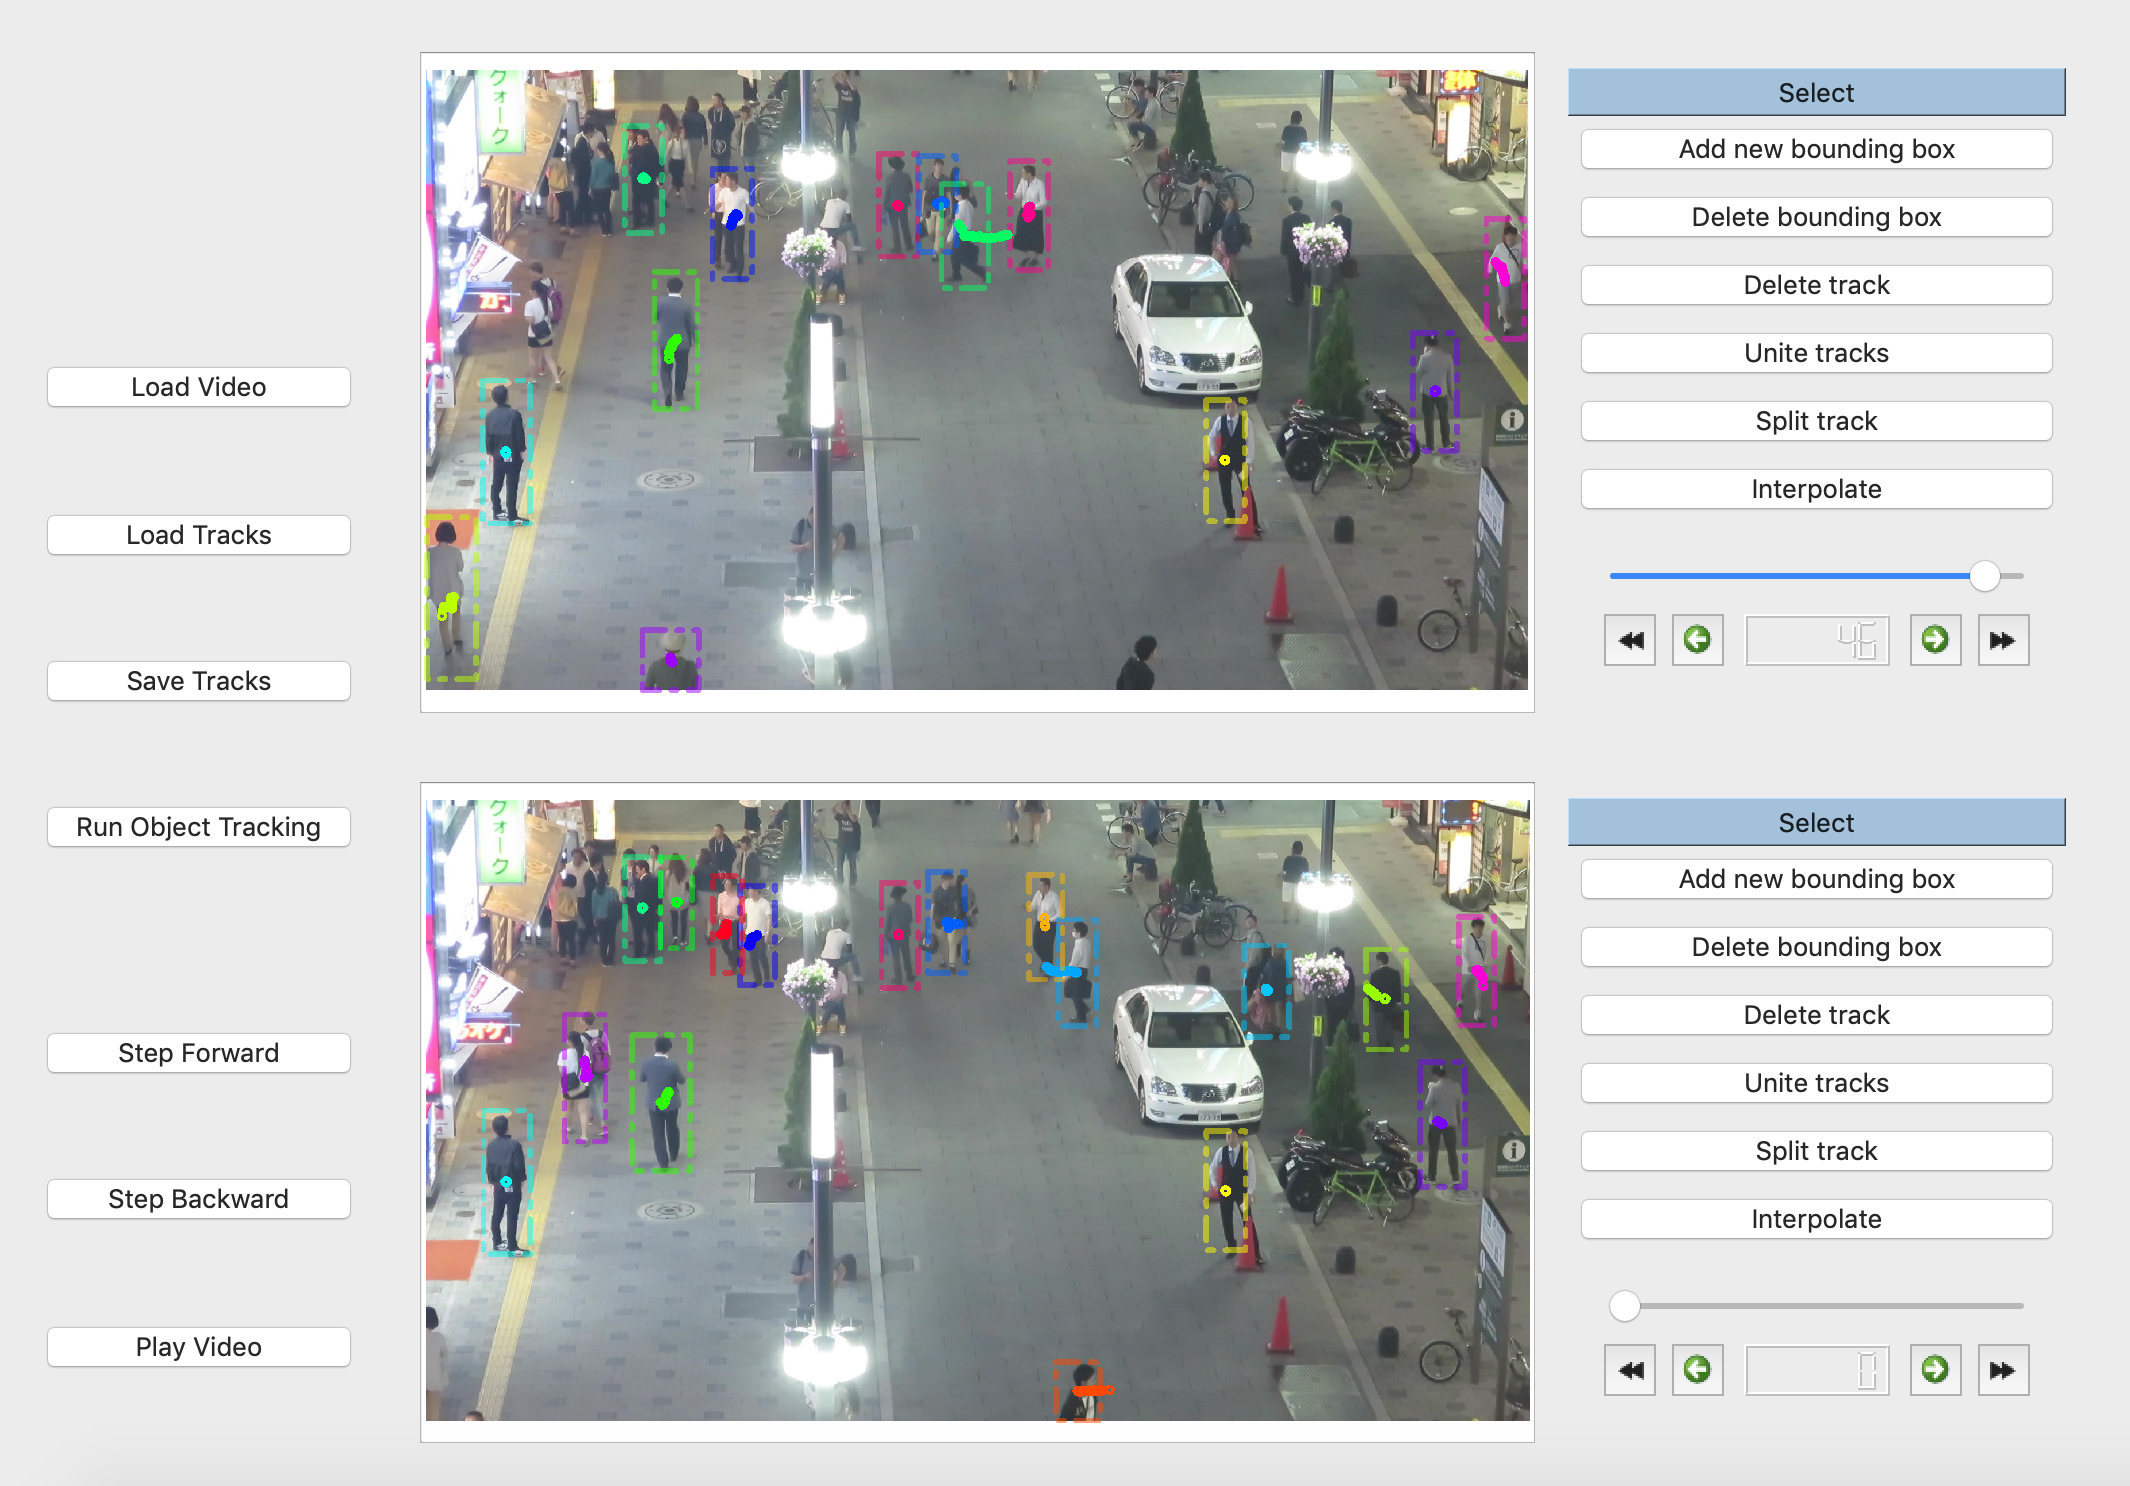 Load Video
Load Tracks
Save Tracks
Run Object Tracking
Step Forward
Step Backward
Play Video
クォーク
Select
Add new bounding box
Delete bounding box
Delete track
Unite tracks
Split track
Interpolate
46
クォーク
Select
Add new bounding box
Delete bounding box
Delete track
Unite tracks
Split track
Interpolate
0